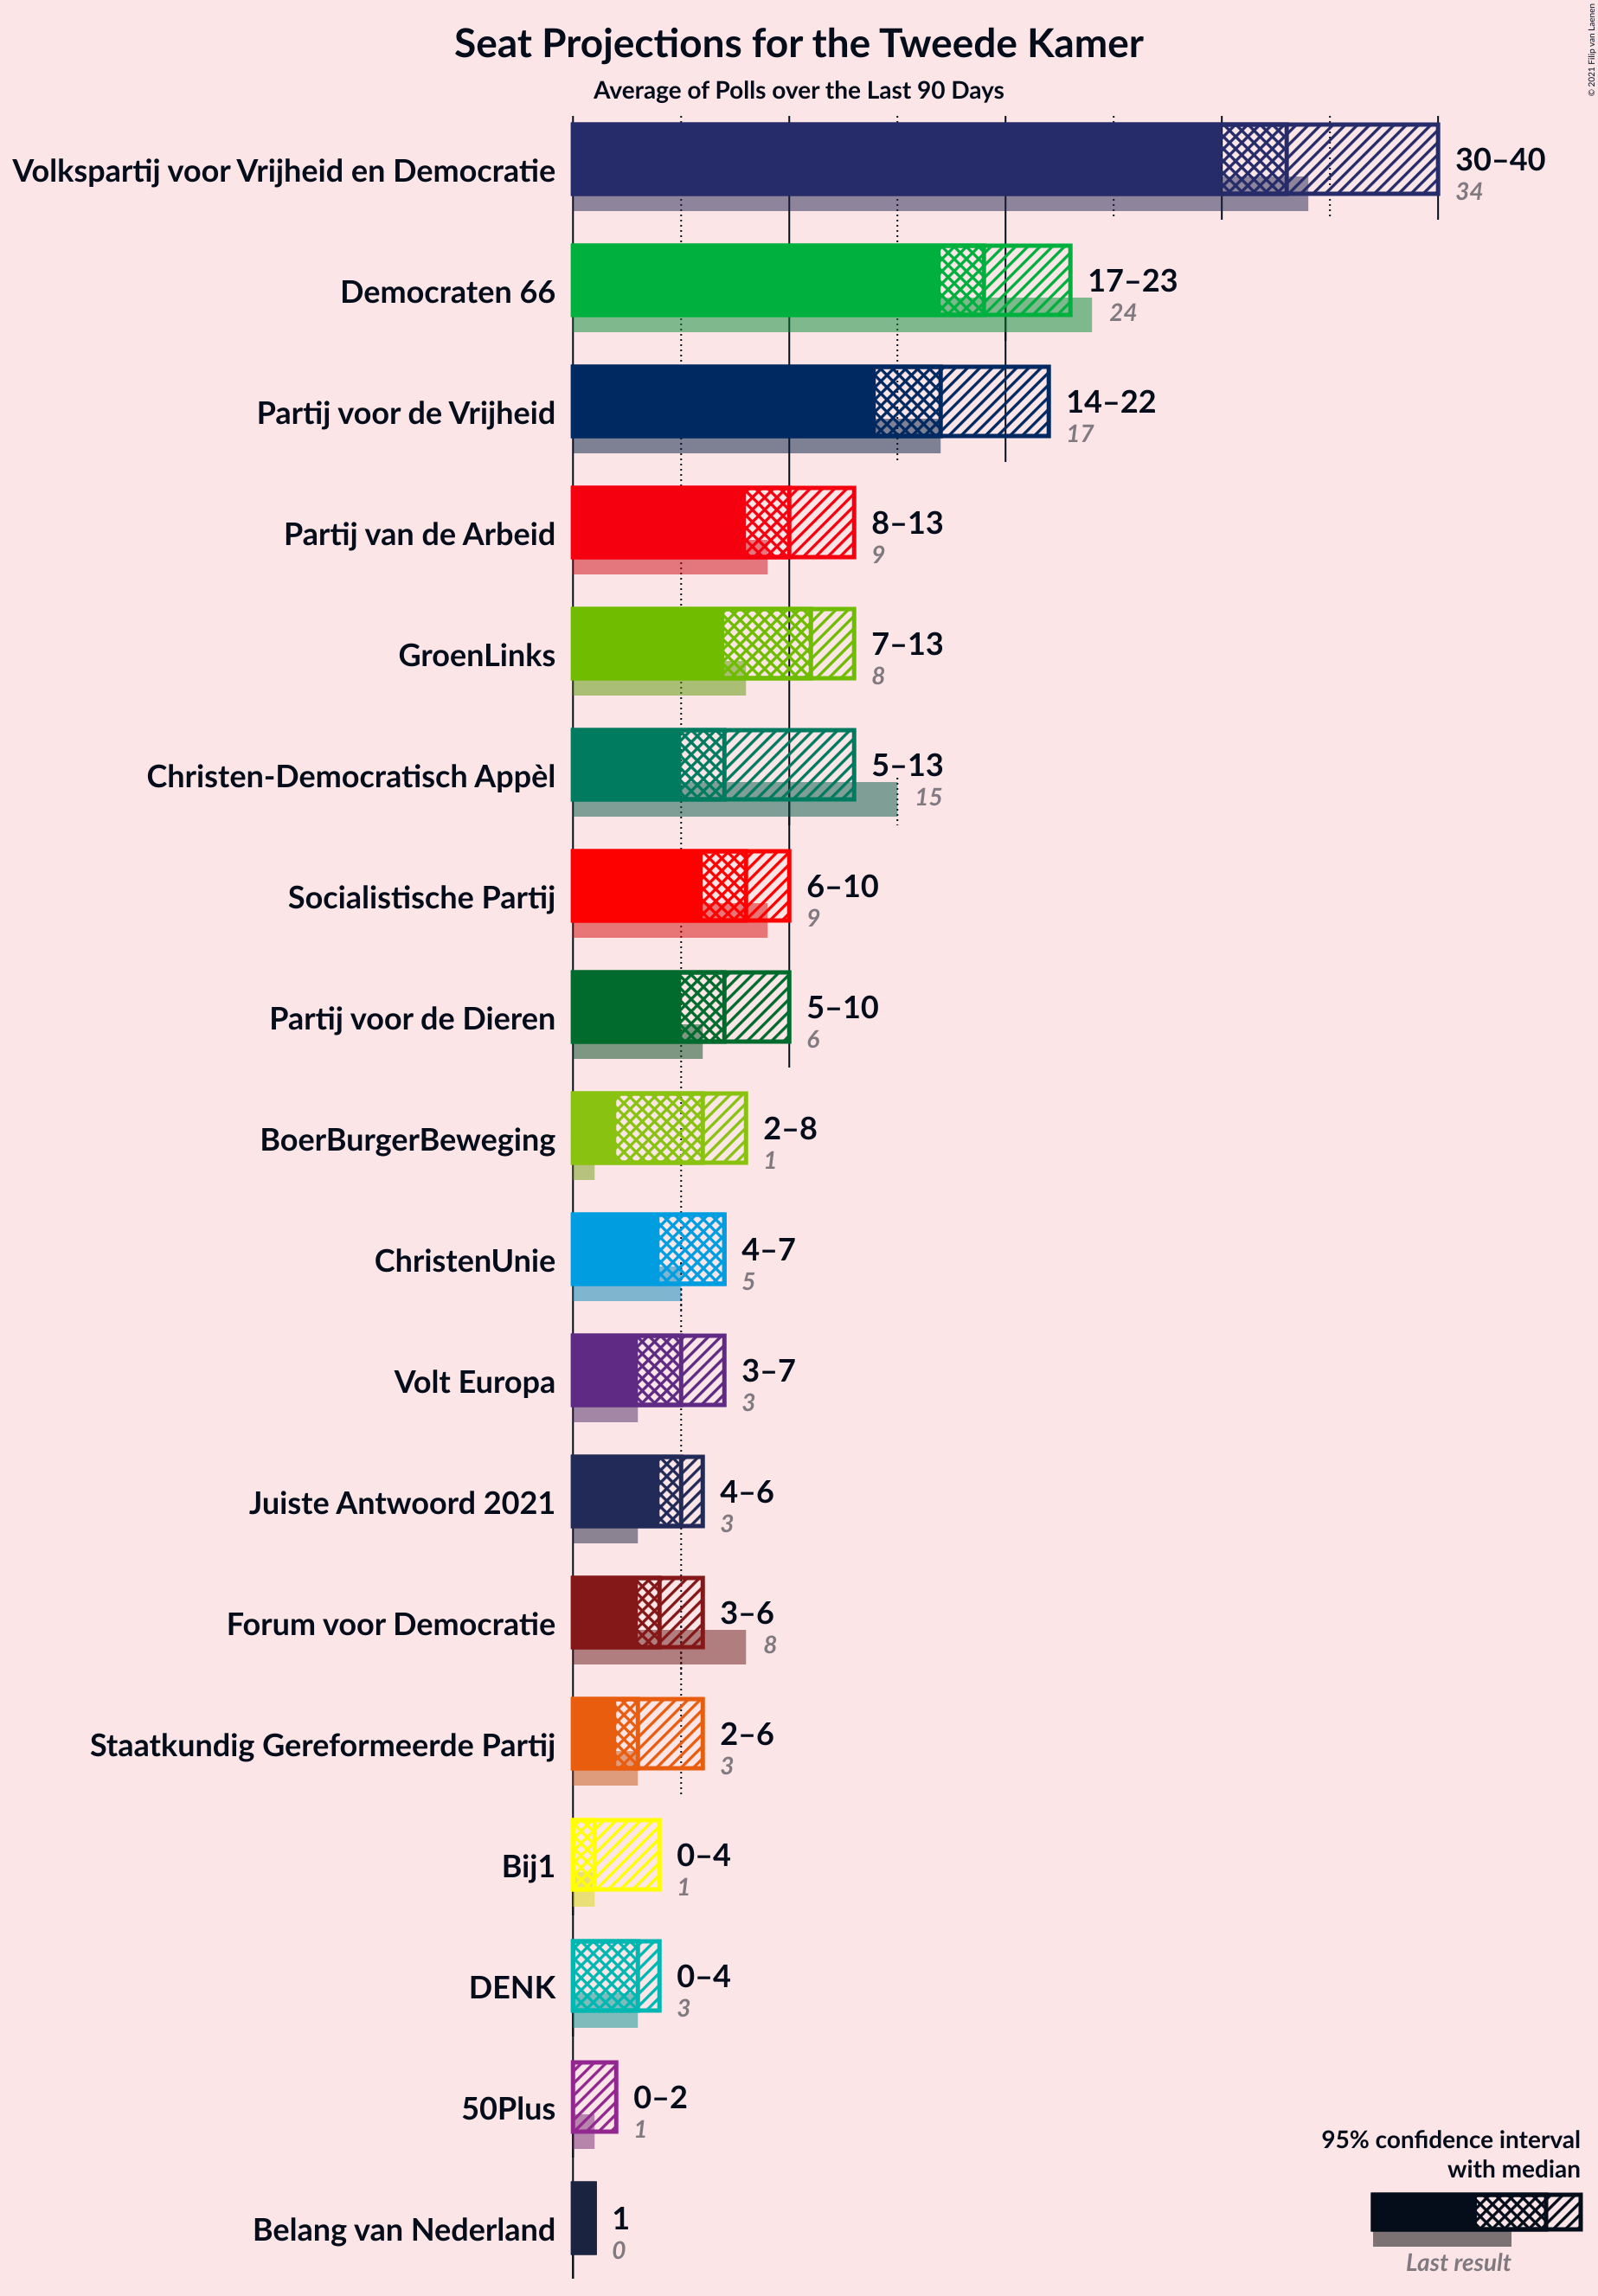 Seat Projections for the Tweede Kamer
Average of Polls over the Last 90 Days
© 2021 Filip van Laenen
Volkspartij voor Vrijheid en Democratie
30–40
34
Democraten 66
17–23
24
Partij voor de Vrijheid
14–22
17
Partij van de Arbeid
8–13
9
GroenLinks
7–13
8
Christen-Democratisch Appèl
5–13
15
Socialistische Partij
6–10
9
Partij voor de Dieren
5–10
6
BoerBurgerBeweging
2–8
1
ChristenUnie
4–7
5
Volt Europa
3–7
3
Juiste Antwoord 2021
4–6
3
Forum voor Democratie
3–6
8
Staatkundig Gereformeerde Partij
2–6
3
Bij1
0–4
1
DENK
0–4
3
50Plus
0–2
1
Belang van Nederland
1
0
95% confidence interval
with median
Last result